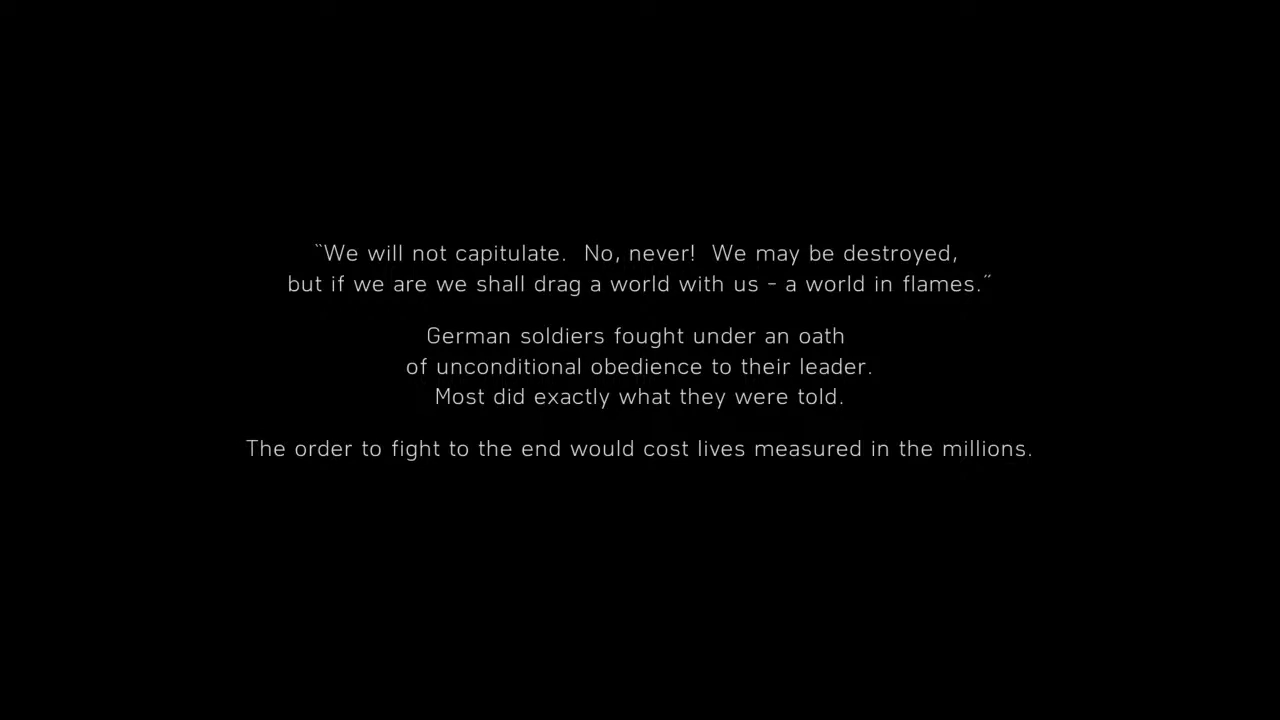 “We will not capitulate.  No, never!  We may be destroyed,
but if we are we shall drag a world with us - a world in flames.”
German soldiers fought under an oath
of unconditional obedience to their leader.
Most did exactly what they were told.
The order to fight to the end would cost lives measured in the millions.